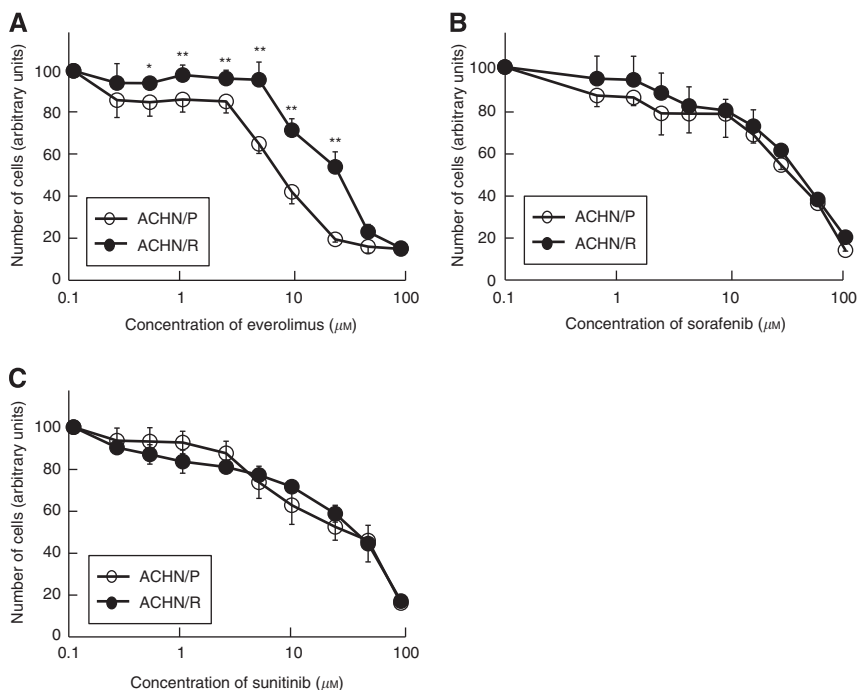 A
Number of cells (arbitrary units)
100
80
60
40
20
0
*
**
**
**
**
**
ACHN/P
ACHN/R
0.1 1 10 100
Concentration of everolimus (μM)
B
Number of cells (arbitrary units)
100
80
60
40
20
0
ACHN/P
ACHN/R
0.1 1 10 100
Concentration of sorafenib (μM)
C
Number of cells (arbitrary units)
100
80
60
40
20
0
ACHN/P
ACHN/R
0.1 1 10 100
Concentration of sunitinib (μM)